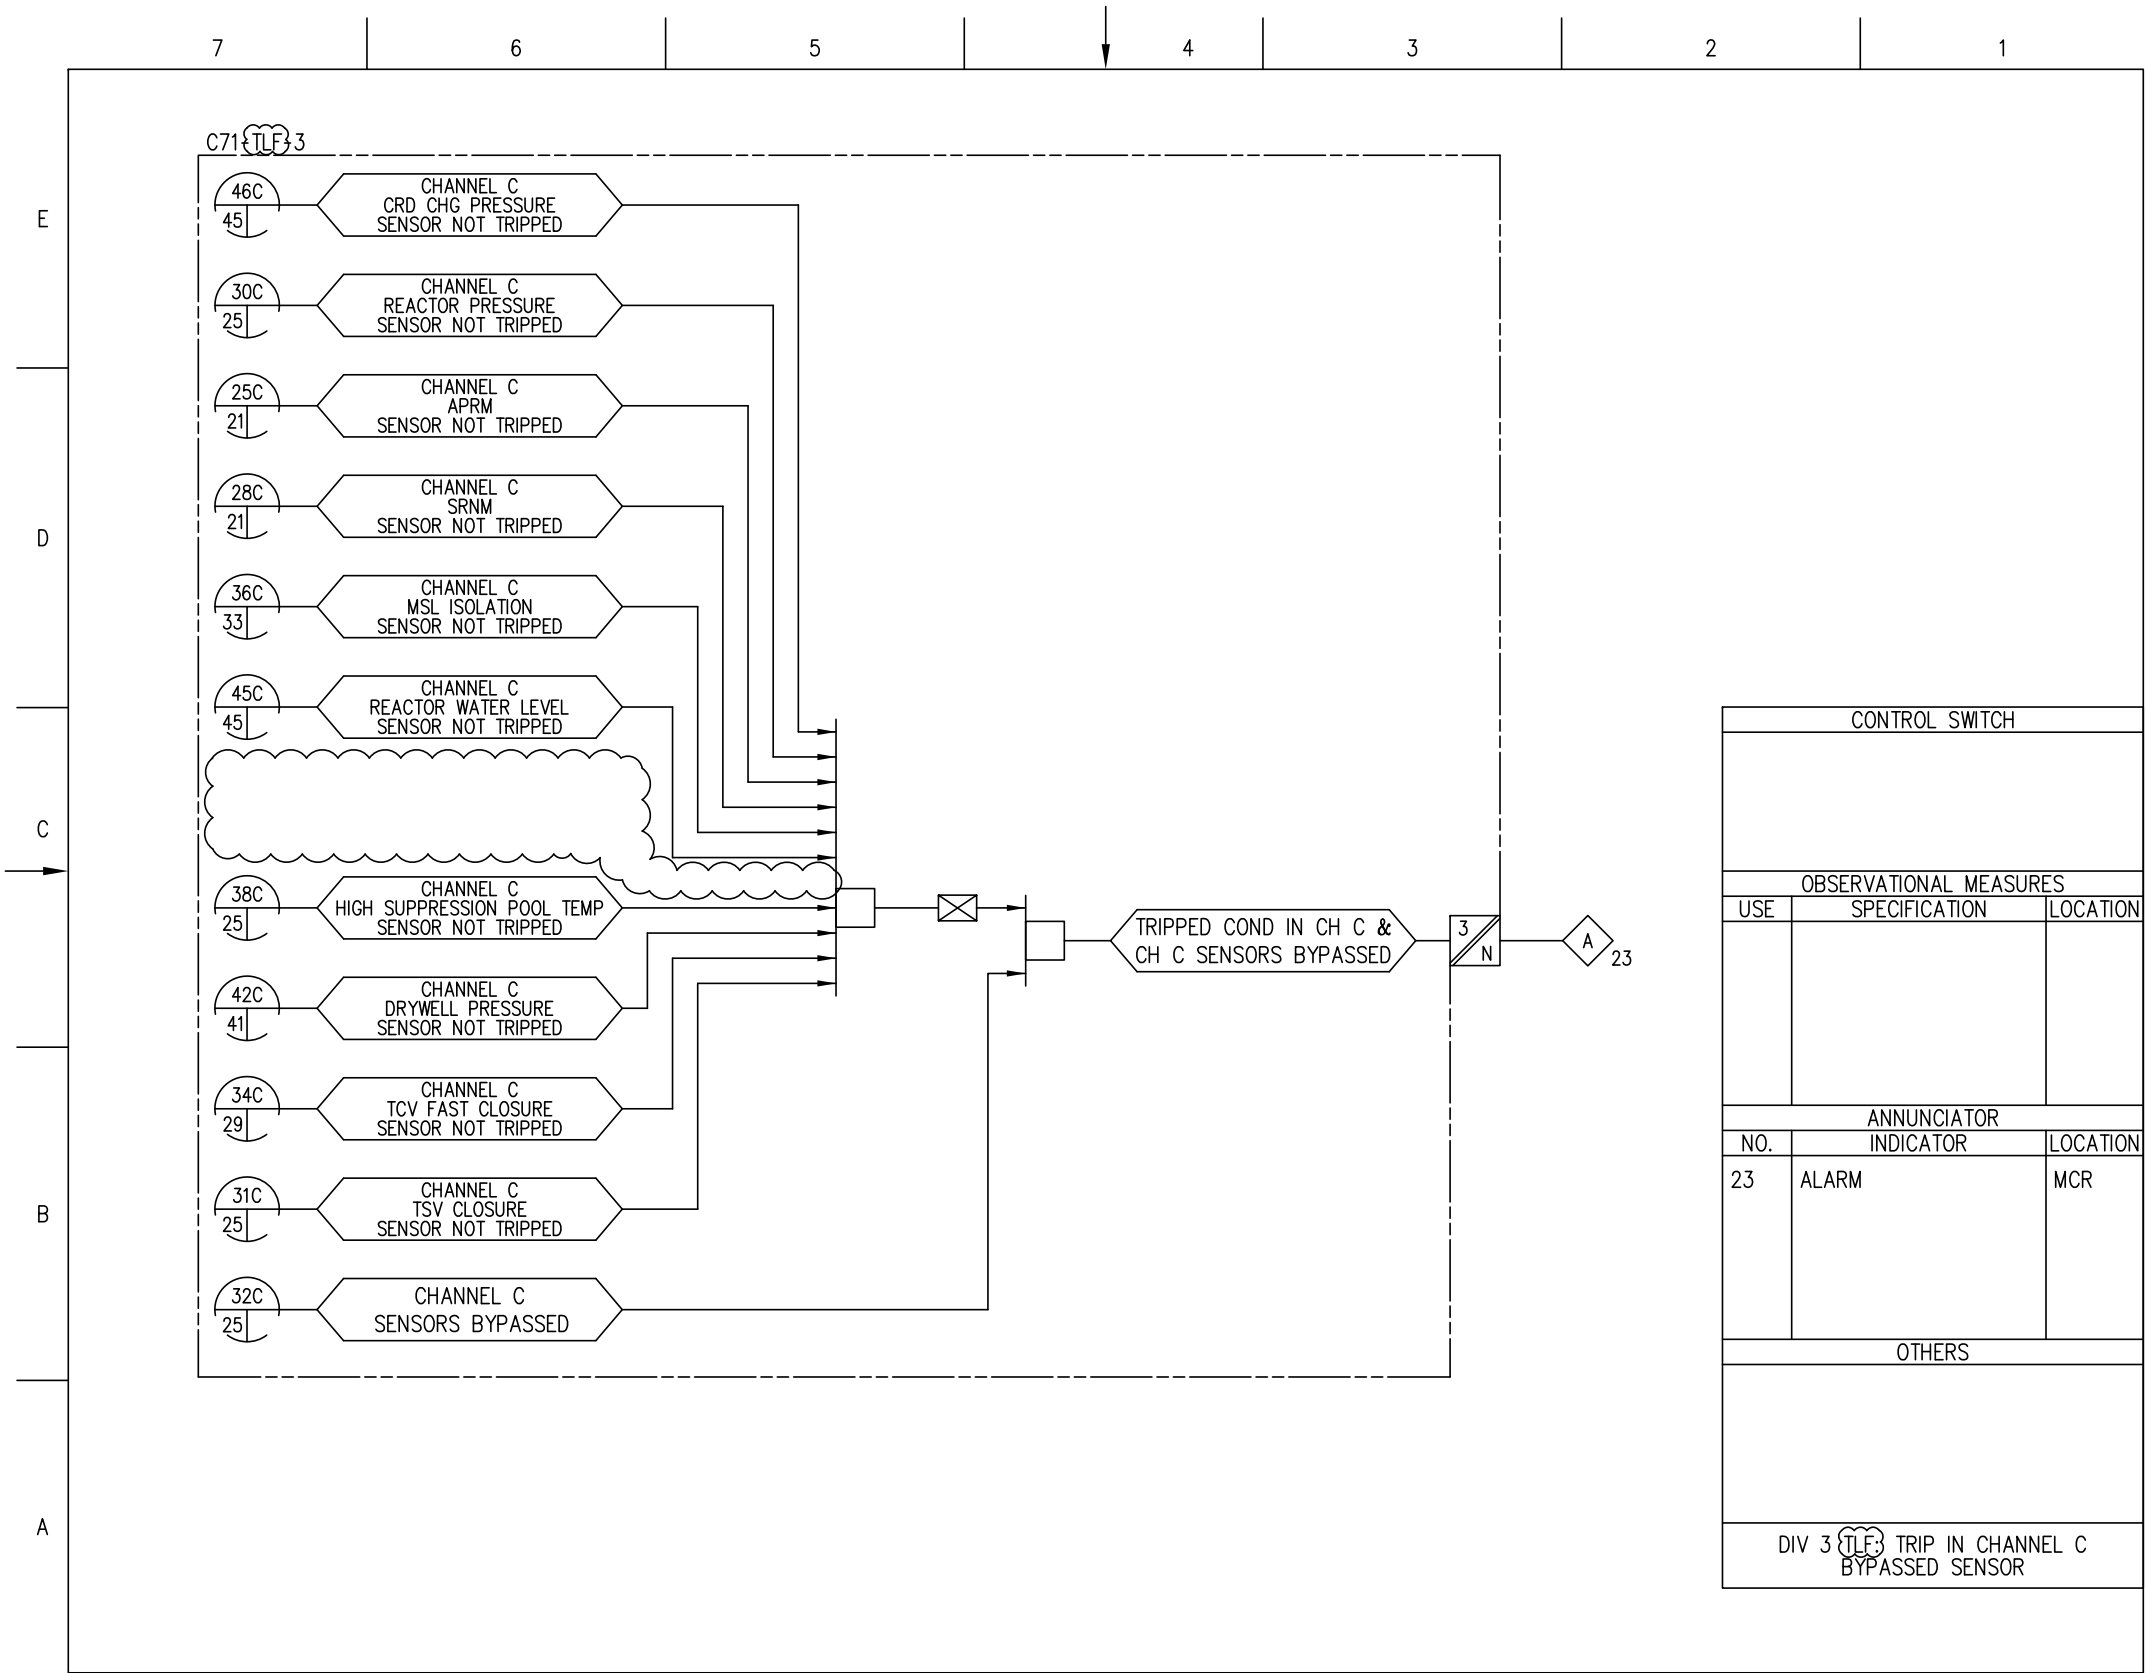 7 6 5 4 3 2 1
C71-TLF-3
E
46C
45
CHANNEL C
CRD CHG PRESSURE
SENSOR NOT TRIPPED
30C
25
CHANNEL C
REACTOR PRESSURE
SENSOR NOT TRIPPED
25C
21
CHANNEL C
APRM
SENSOR NOT TRIPPED
D
28C
21
CHANNEL C
SRNM
SENSOR NOT TRIPPED
36C
33
CHANNEL C
MSL ISOLATION
SENSOR NOT TRIPPED
45C
45
CHANNEL C
REACTOR WATER LEVEL
SENSOR NOT TRIPPED
C
38C
25
CHANNEL C
HIGH SUPPRESSION POOL TEMP
SENSOR NOT TRIPPED
42C
41
CHANNEL C
DRYWELL PRESSURE
SENSOR NOT TRIPPED
34C
29
CHANNEL C
TCV FAST CLOSURE
SENSOR NOT TRIPPED
B
31C
25
CHANNEL C
TSV CLOSURE
SENSOR NOT TRIPPED
32C
25
CHANNEL C
SENSORS BYPASSED
A
TRIPPED COND IN CH C &
CH C SENSORS BYPASSED
3
N
A
23
CONTROL SWITCH
OBSERVATIONAL MEASURES
USE SPECIFICATION LOCATION
ANNUNCIATOR
NO. INDICATOR LOCATION
23 ALARM MCR
OTHERS
DIV 3 TLF: TRIP IN CHANNEL C
BYPASSED SENSOR